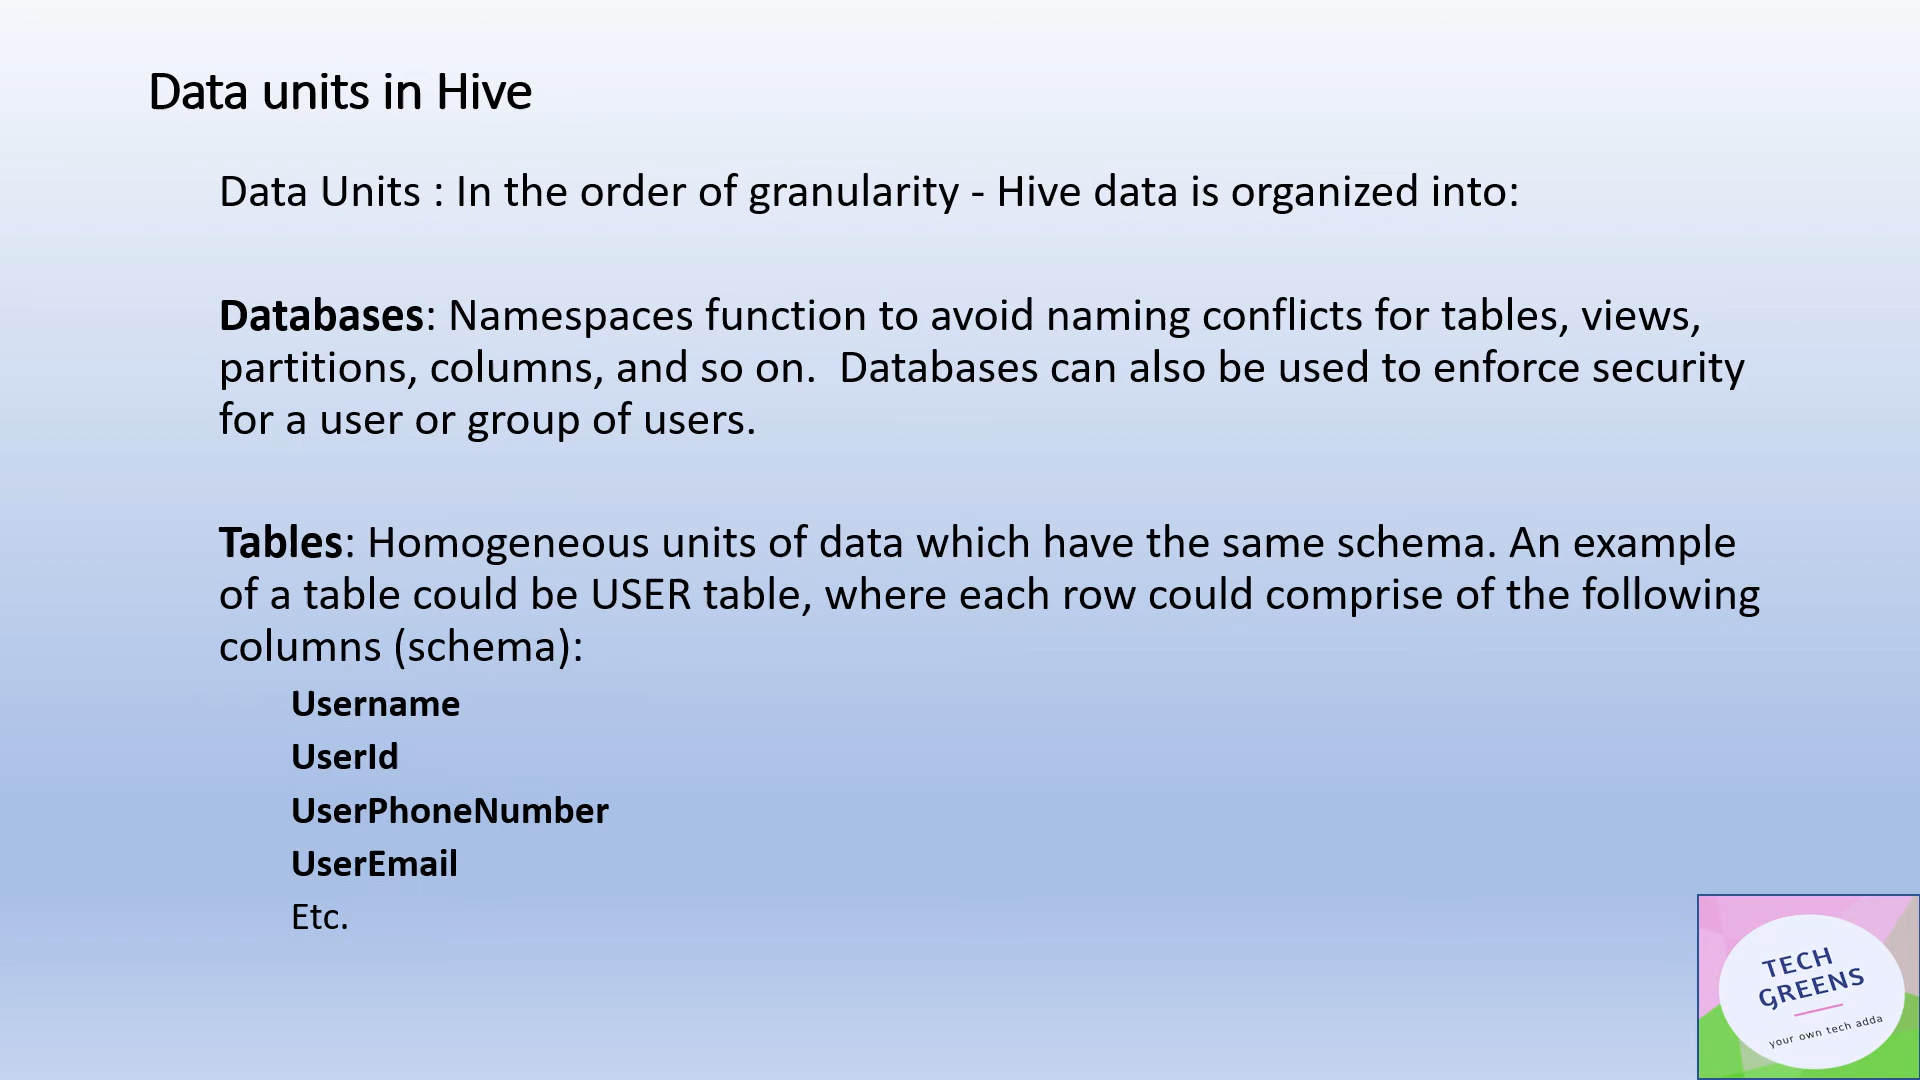 Data units in Hive
Data Units : In the order of granularity - Hive data is organized into:
Databases: Namespaces function to avoid naming conflicts for tables, views,
partitions, columns, and so on.  Databases can also be used to enforce security
for a user or group of users.
Tables: Homogeneous units of data which have the same schema. An example
of a table could be USER table, where each row could comprise of the following
columns (schema):
Username
UserId
UserPhoneNumber
UserEmail
Etc.
TECH
GREENS
your own tech adda